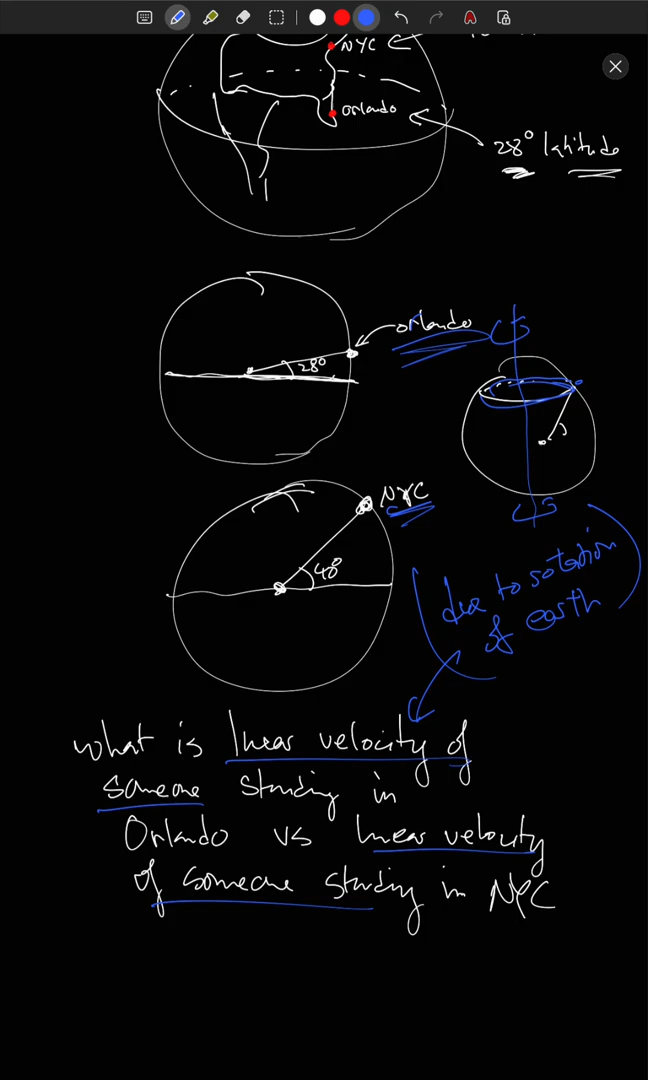 NYC
Orlando
28° latitude
Orlando
28°
NYC
40°
due to rotation
of earth
What is linear velocity of
someone standing in
Orlando vs linear velocity
of someone standing in NYC